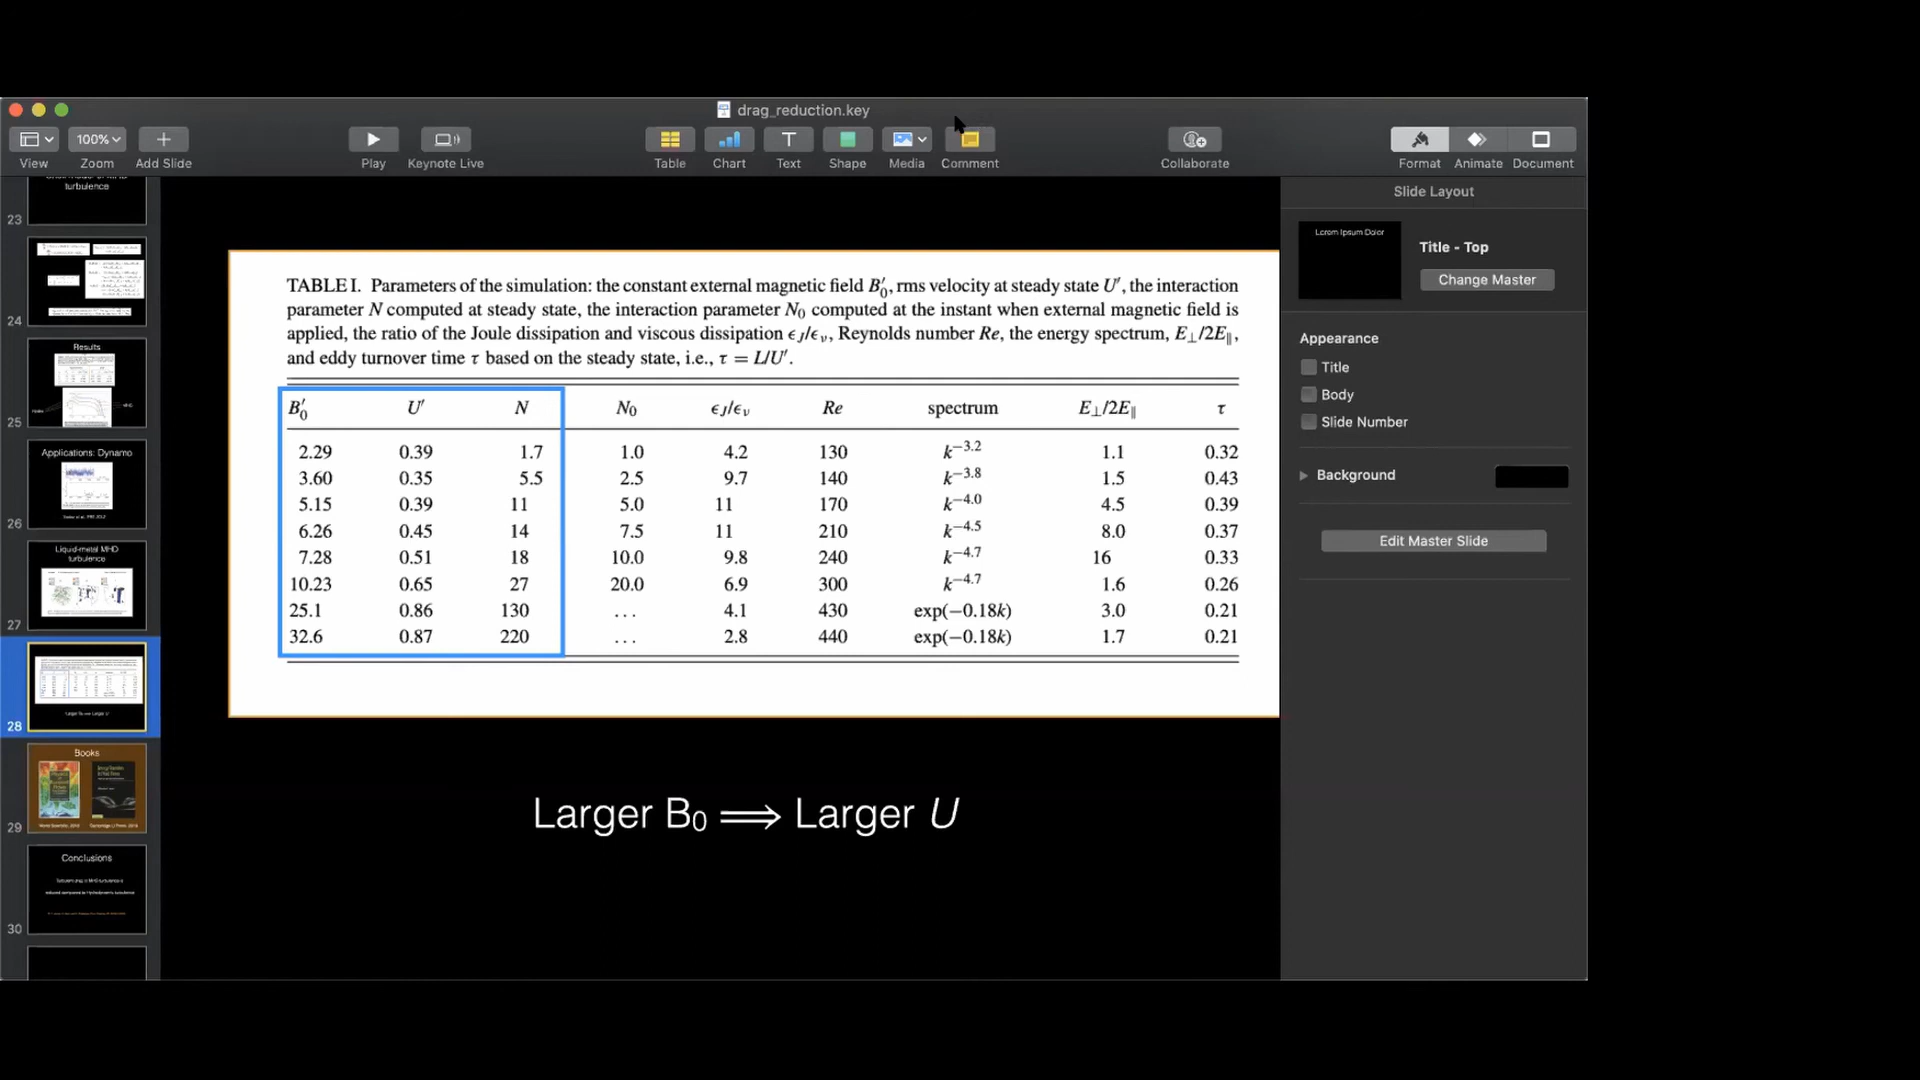 drag_reduction.key
100%
View
Zoom
Add Slide
Play
Keynote Live
Table
Chart
Text
Shape
Media
Comment
Collaborate
Format
Animate
Document
turbulence
23
24
Results
25
Applications: Dynamo
26
Liquid-metal MHD
turbulence
27
28
Books
29
Conclusions
30
TABLE I. Parameters of the simulation: the constant external magnetic field B′₀, rms velocity at steady state U′, the interaction
parameter N computed at steady state, the interaction parameter N₀ computed at the instant when external magnetic field is
applied, the ratio of the Joule dissipation and viscous dissipation ϵJ/ϵν, Reynolds number Re, the energy spectrum, E⊥/2E∥,
and eddy turnover time τ based on the steady state, i.e., τ = L/U′.
B′₀ U′ N N₀ ϵJ/ϵν Re spectrum E⊥/2E∥ τ
2.29 0.39 1.7 1.0 4.2 130 k⁻³·² 1.1 0.32
3.60 0.35 5.5 2.5 9.7 140 k⁻³·⁸ 1.5 0.43
5.15 0.39 11 5.0 11 170 k⁻⁴·⁰ 4.5 0.39
6.26 0.45 14 7.5 11 210 k⁻⁴·⁵ 8.0 0.37
7.28 0.51 18 10.0 9.8 240 k⁻⁴·⁷ 16 0.33
10.23 0.65 27 20.0 6.9 300 k⁻⁴·⁷ 1.6 0.26
25.1 0.86 130 ... 4.1 430 exp(−0.18k) 3.0 0.21
32.6 0.87 220 ... 2.8 440 exp(−0.18k) 1.7 0.21
Larger B₀ ⟹ Larger U
Slide Layout
Lorem Ipsum Dolor
Title - Top
Change Master
Appearance
Title
Body
Slide Number
Background
Edit Master Slide